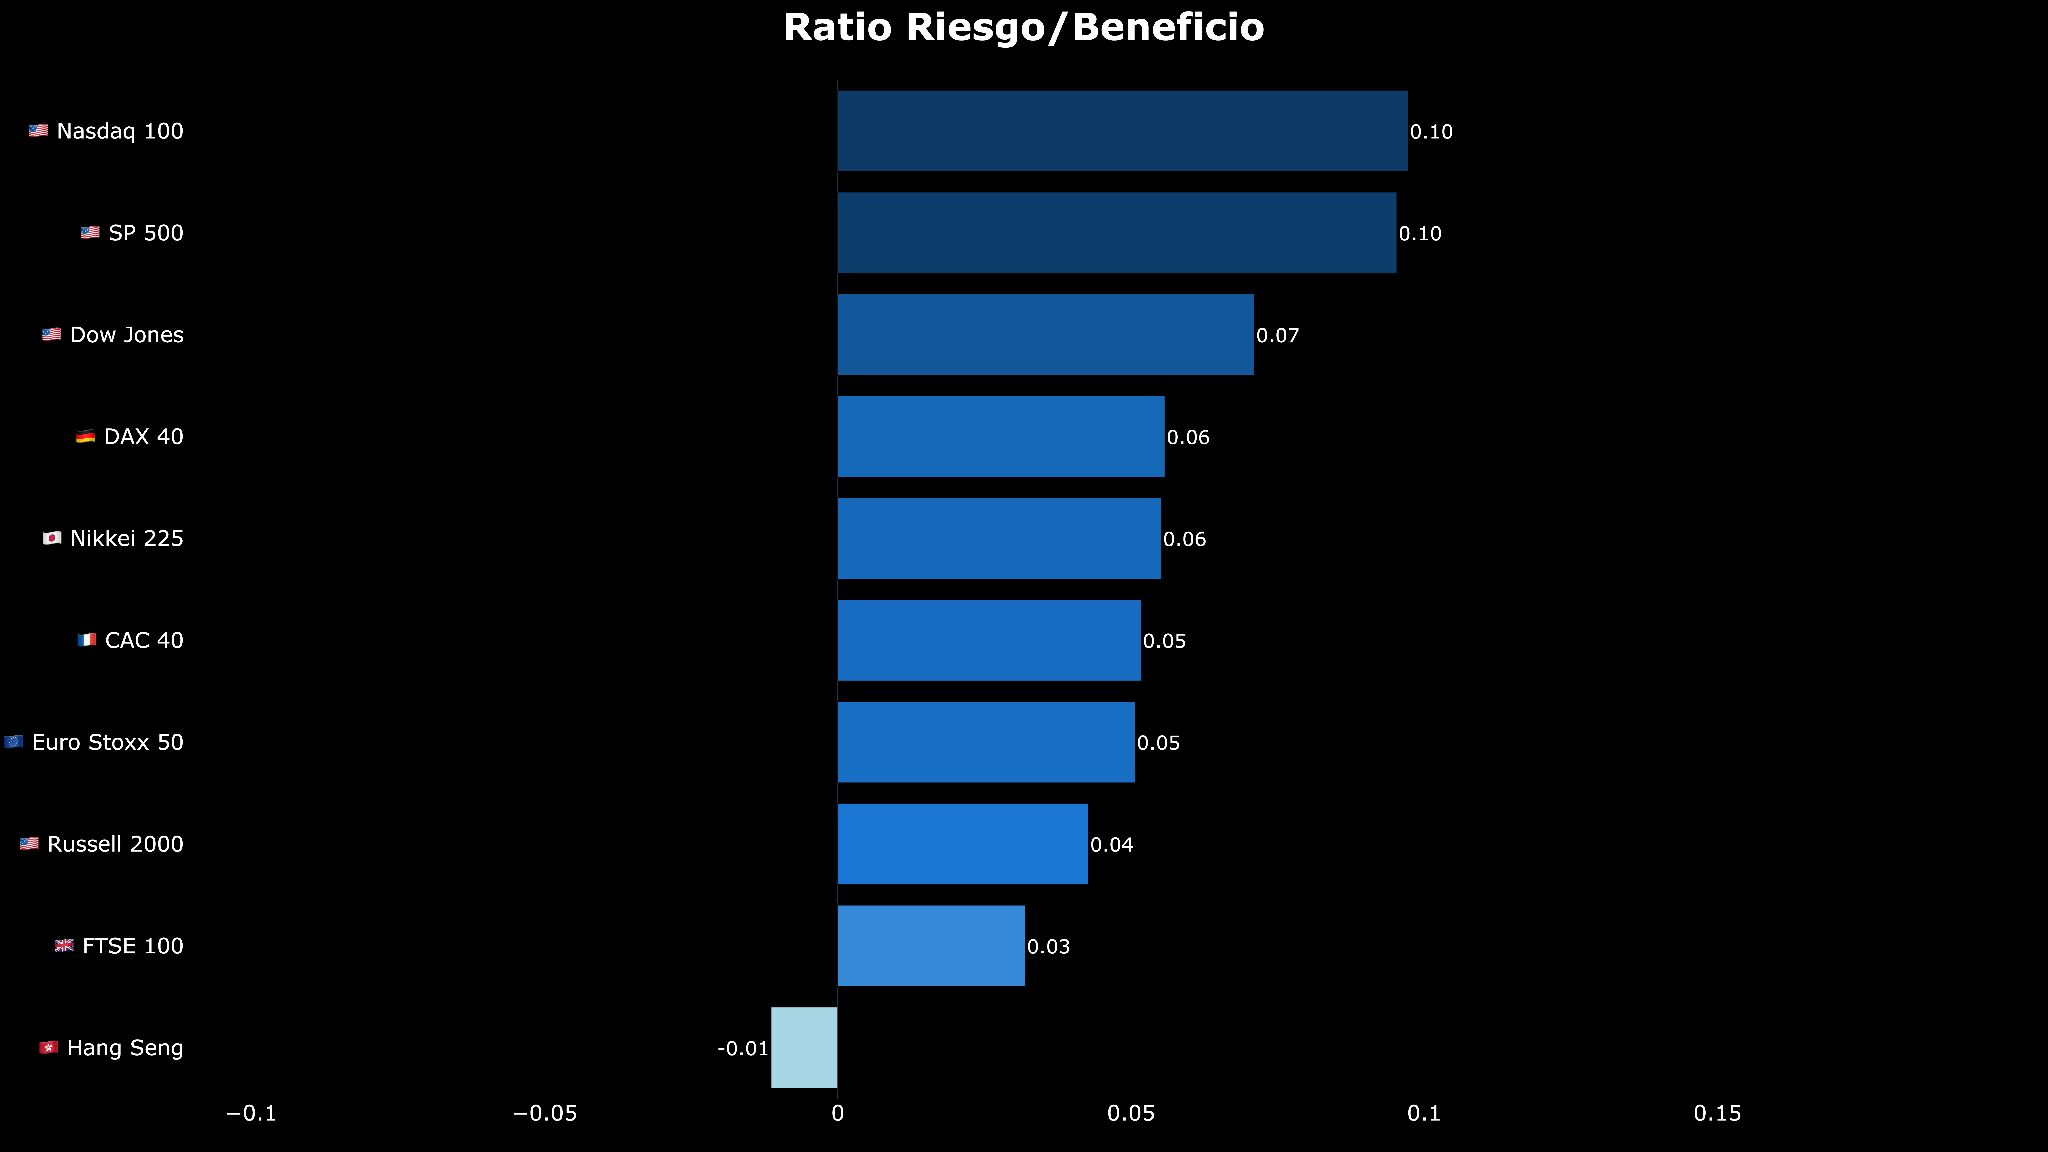 Ratio Riesgo/Beneficio
Nasdaq 100 0.10
SP 500 0.10
Dow Jones 0.07
DAX 40 0.06
Nikkei 225 0.06
CAC 40 0.05
Euro Stoxx 50 0.05
Russell 2000 0.04
FTSE 100 0.03
Hang Seng -0.01
−0.1 −0.05 0 0.05 0.1 0.15